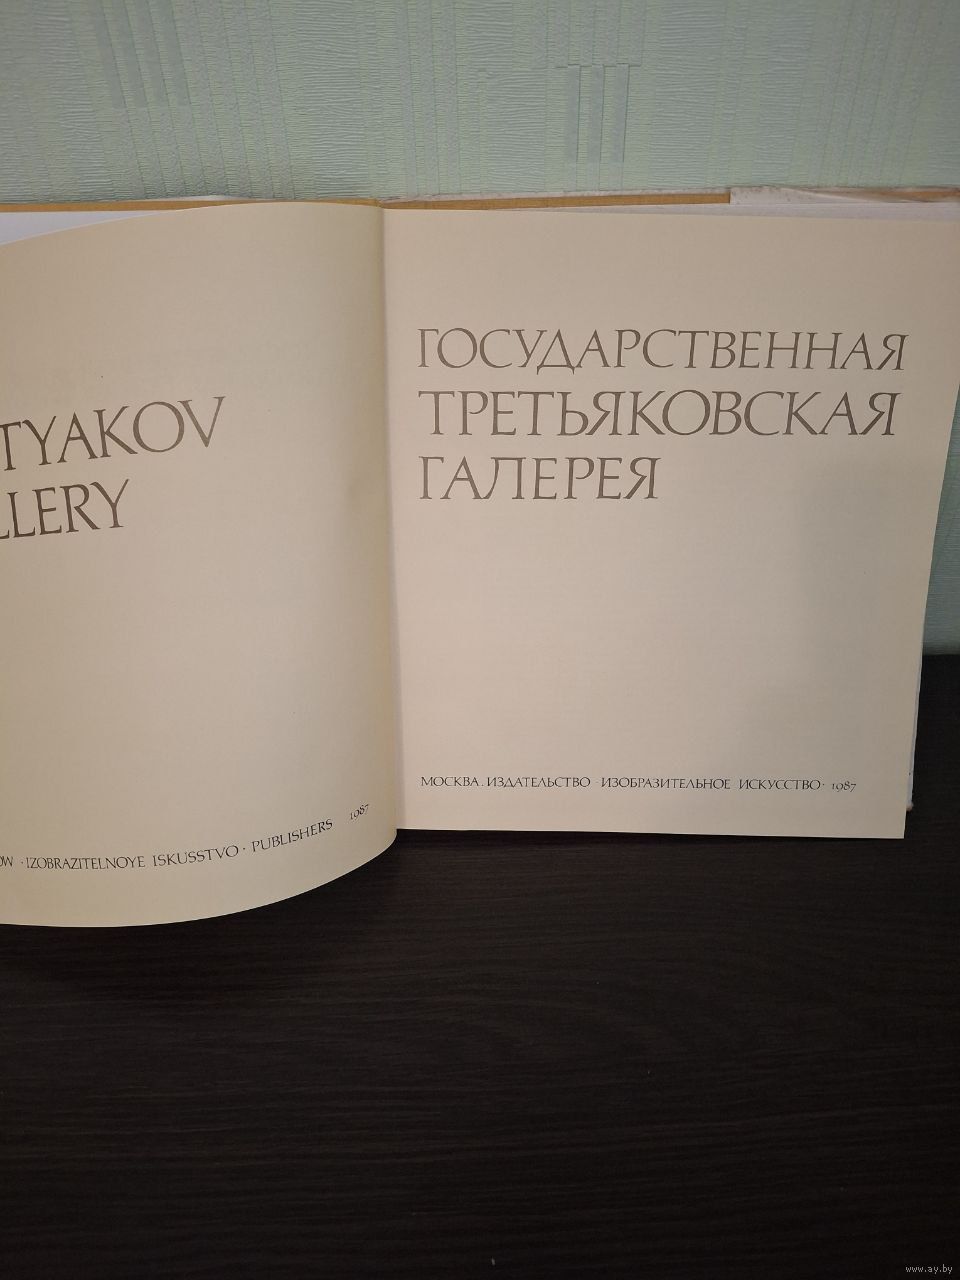 TYAKOV
LLERY
OW · IZOBRAZITELNOYE ISKUSSTVO · PUBLISHERS 1987
ГОСУДАРСТВЕННАЯ
ТРЕТЬЯКОВСКАЯ
ГАЛЕРЕЯ
МОСКВА. ИЗДАТЕЛЬСТВО · ИЗОБРАЗИТЕЛЬНОЕ ИСКУССТВО · 1987
www.ay.by